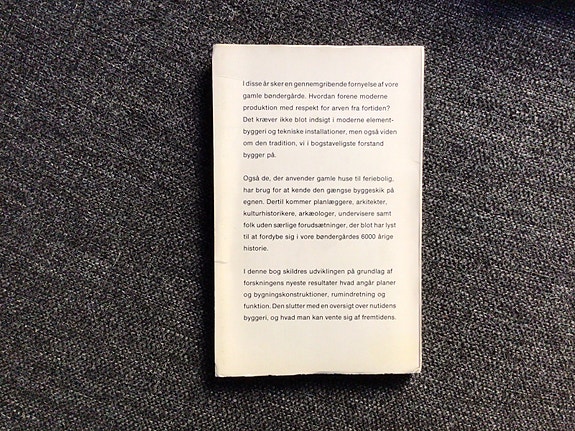 I disse år sker en gennemgribende fornyelse af vore
gamle bøndergårde. Hvordan forene moderne
produktion med respekt for arven fra fortiden?
Det kræver ikke blot indsigt i moderne element-
byggeri og tekniske installationer, men også viden
om den tradition, vi i bogstaveligste forstand
bygger på.
Også de, der anvender gamle huse til feriebolig,
har brug for at kende den gængse byggeskik på
egnen. Dertil kommer planlæggere, arkitekter,
kulturhistorikere, arkæologer, undervisere samt
folk uden særlige forudsætninger, der blot har lyst
til at fordybe sig i vore bøndergårdes 6000 årige
historie.
I denne bog skildres udviklingen på grundlag af
forskningens nyeste resultater hvad angår planer
og bygningskonstruktioner, rumindretning og
funktion. Den slutter med en oversigt over nutidens
byggeri, og hvad man kan vente sig af fremtidens.